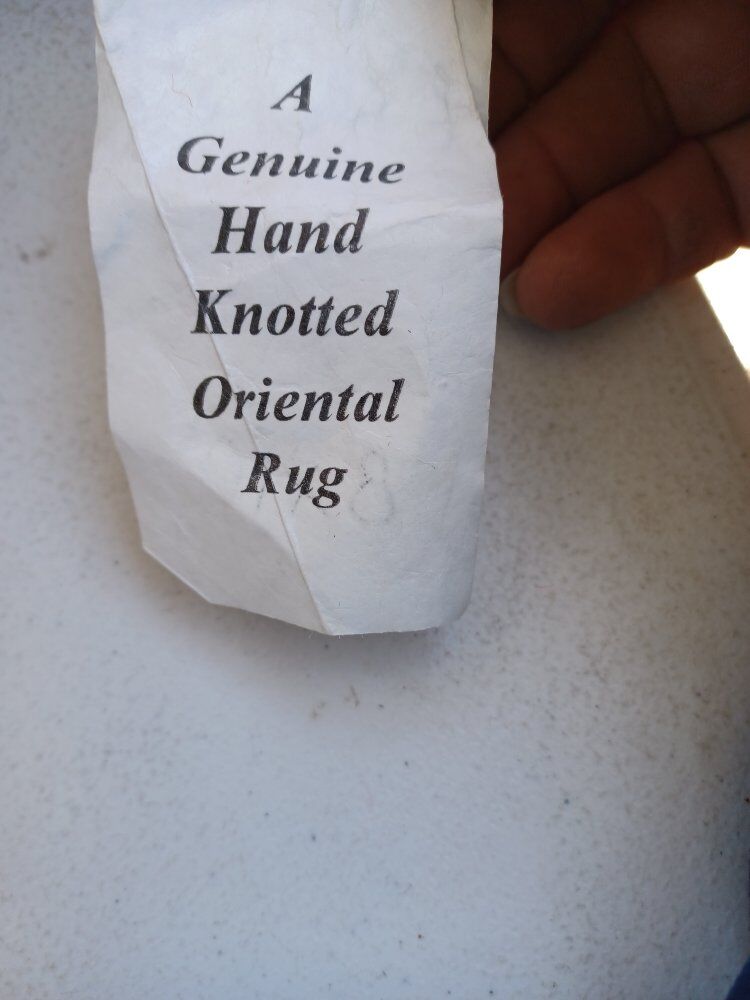 A
Genuine
Hand
Knotted
Oriental
Rug